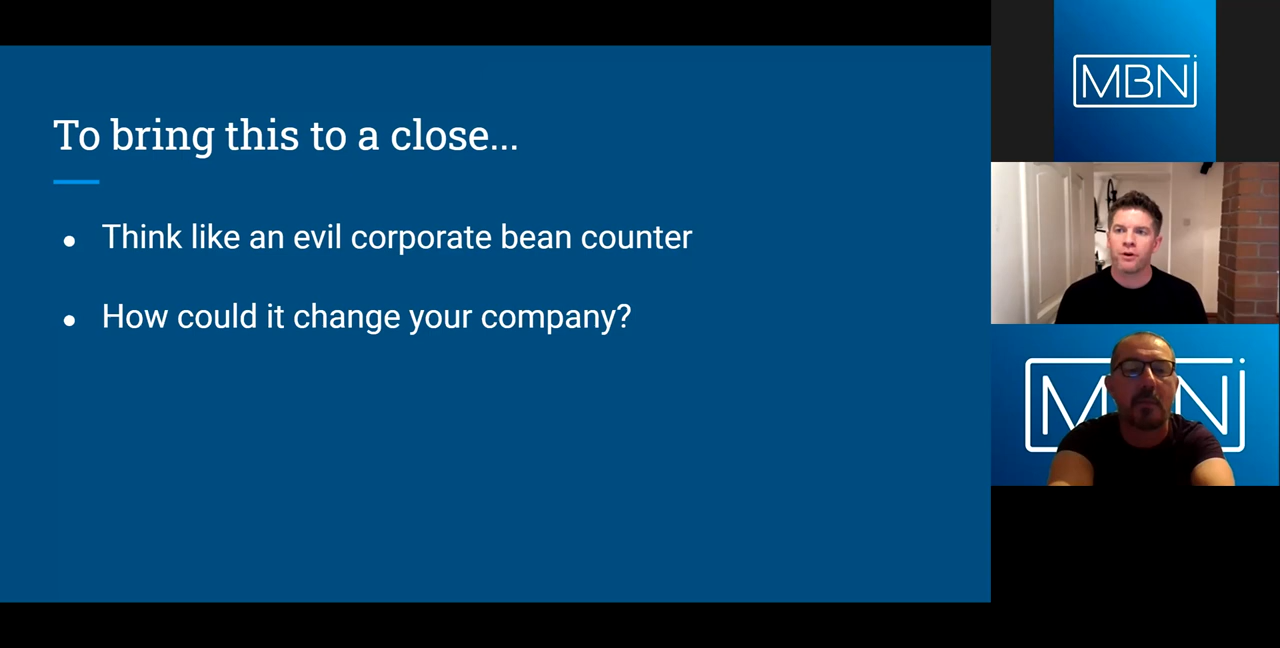 To bring this to a close...
● Think like an evil corporate bean counter
● How could it change your company?
MBN
M N